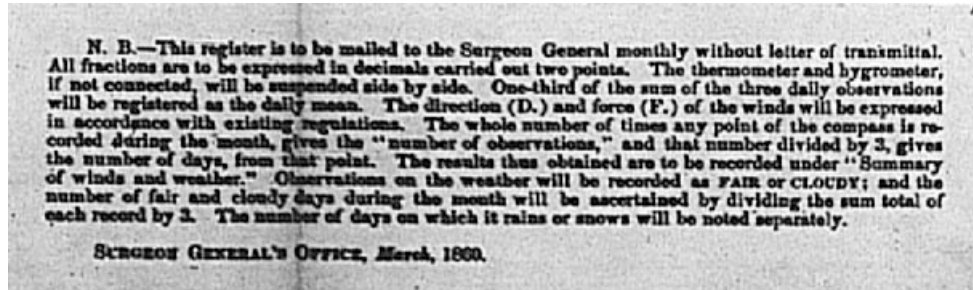 N. B.—This register is to be mailed to the Surgeon General monthly without letter of transmittal.
All fractions are to be expressed in decimals carried out two points. The thermometer and hygrometer,
if not connected, will be suspended side by side. One-third of the sum of the three daily observations
will be registered as the daily mean. The direction (D.) and force (F.) of the winds will be expressed
in accordance with existing regulations. The whole number of times any point of the compass is re-
corded during the month, gives the "number of observations," and that number divided by 3, gives
the number of days, from that point. The results thus obtained are to be recorded under "Summary
of winds and weather." Observations on the weather will be recorded as FAIR or CLOUDY; and the
number of fair and cloudy days during the month will be ascertained by dividing the sum total of
each record by 3. The number of days on which it rains or snows will be noted separately.
SURGEON GENERAL'S OFFICE, March, 1860.